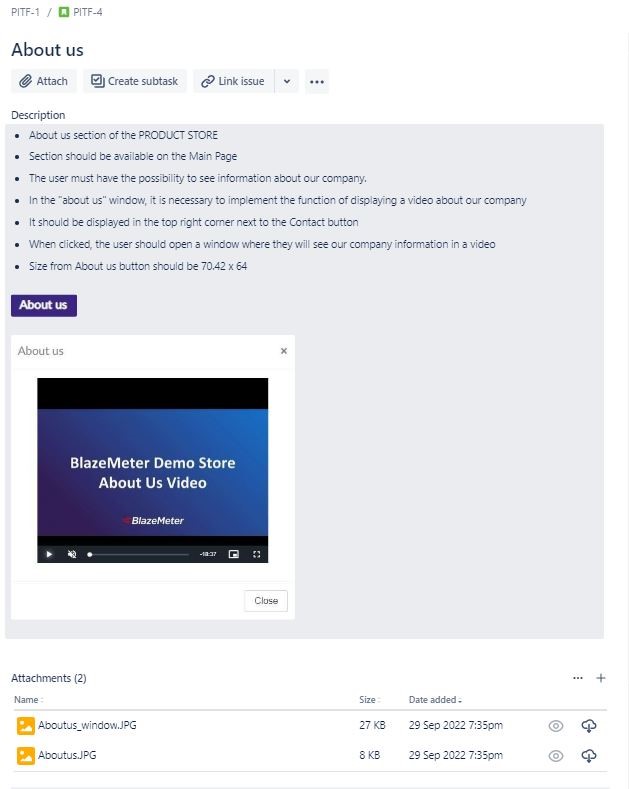 PITF-1 / PITF-4
About us
Attach Create subtask Link issue
Description
About us section of the PRODUCT STORE
Section should be available on the Main Page
The user must have the possibility to see information about our company.
In the "about us" window, it is necessary to implement the function of displaying a video about our company
It should be displayed in the top right corner next to the Contact button
When clicked, the user should open a window where they will see our company information in a video
Size from About us button should be 70.42 x 64
About us
About us ×
BlazeMeter Demo Store
About Us Video
BlazeMeter
-18:37
Close
Attachments (2)
Name Size Date added
Aboutus_window.JPG 27 KB 29 Sep 2022 7:35pm
Aboutus.JPG 8 KB 29 Sep 2022 7:35pm